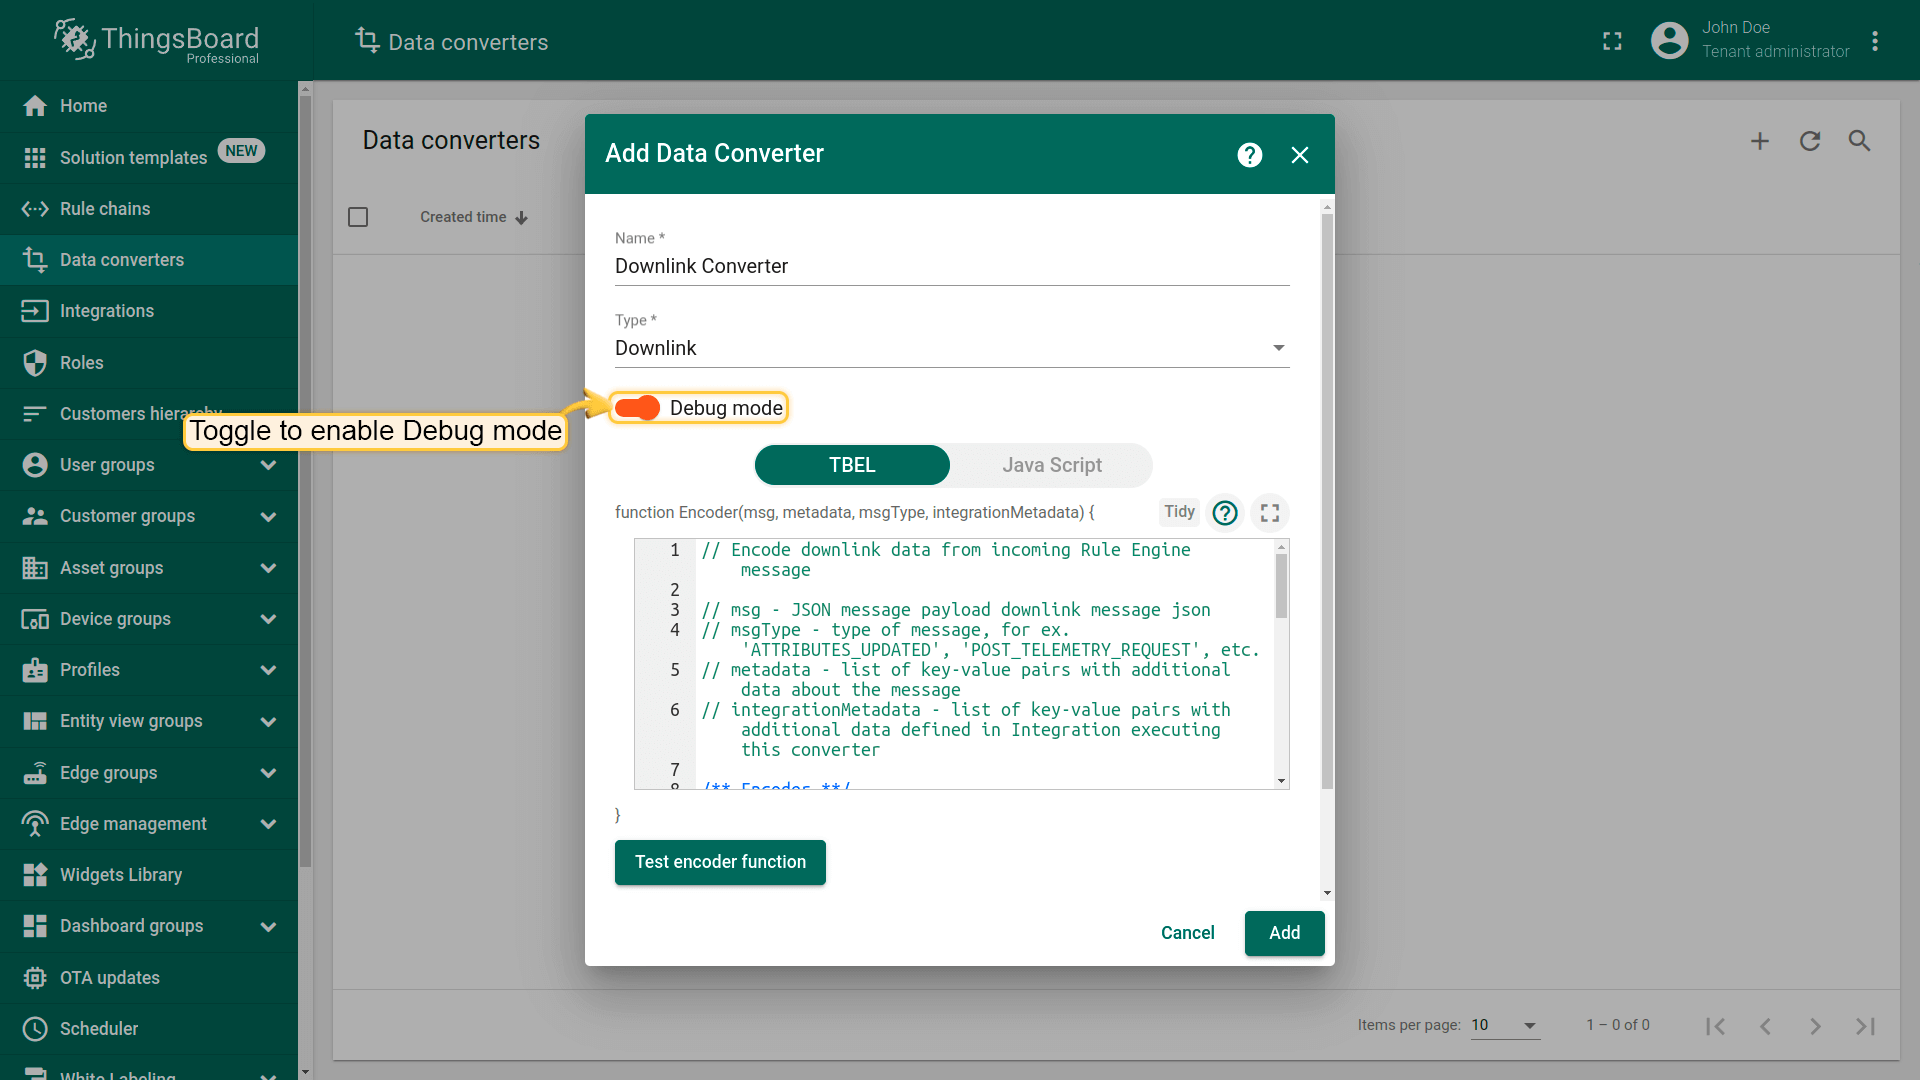 ThingsBoard
Professional
Data converters
John Doe
Tenant administrator
Home
Solution templates NEW
Rule chains
Data converters
Integrations
Roles
Customers hierarchy
User groups
Customer groups
Asset groups
Device groups
Profiles
Entity view groups
Edge groups
Edge management
Widgets Library
Dashboard groups
OTA updates
Scheduler
White Labeling
Data converters
Created time
Add Data Converter
Name *
Downlink Converter
Type *
Downlink
Debug mode
Toggle to enable Debug mode
TBEL Java Script
function Encoder(msg, metadata, msgType, integrationMetadata) { Tidy
1 // Encode downlink data from incoming Rule Engine
message
2
3 // msg - JSON message payload downlink message json
4 // msgType - type of message, for ex.
'ATTRIBUTES_UPDATED', 'POST_TELEMETRY_REQUEST', etc.
5 // metadata - list of key-value pairs with additional
data about the message
6 // integrationMetadata - list of key-value pairs with
additional data defined in Integration executing
this converter
7
8 /** Encoder **/
}
Test encoder function
Cancel Add
Items per page: 10 1 – 0 of 0